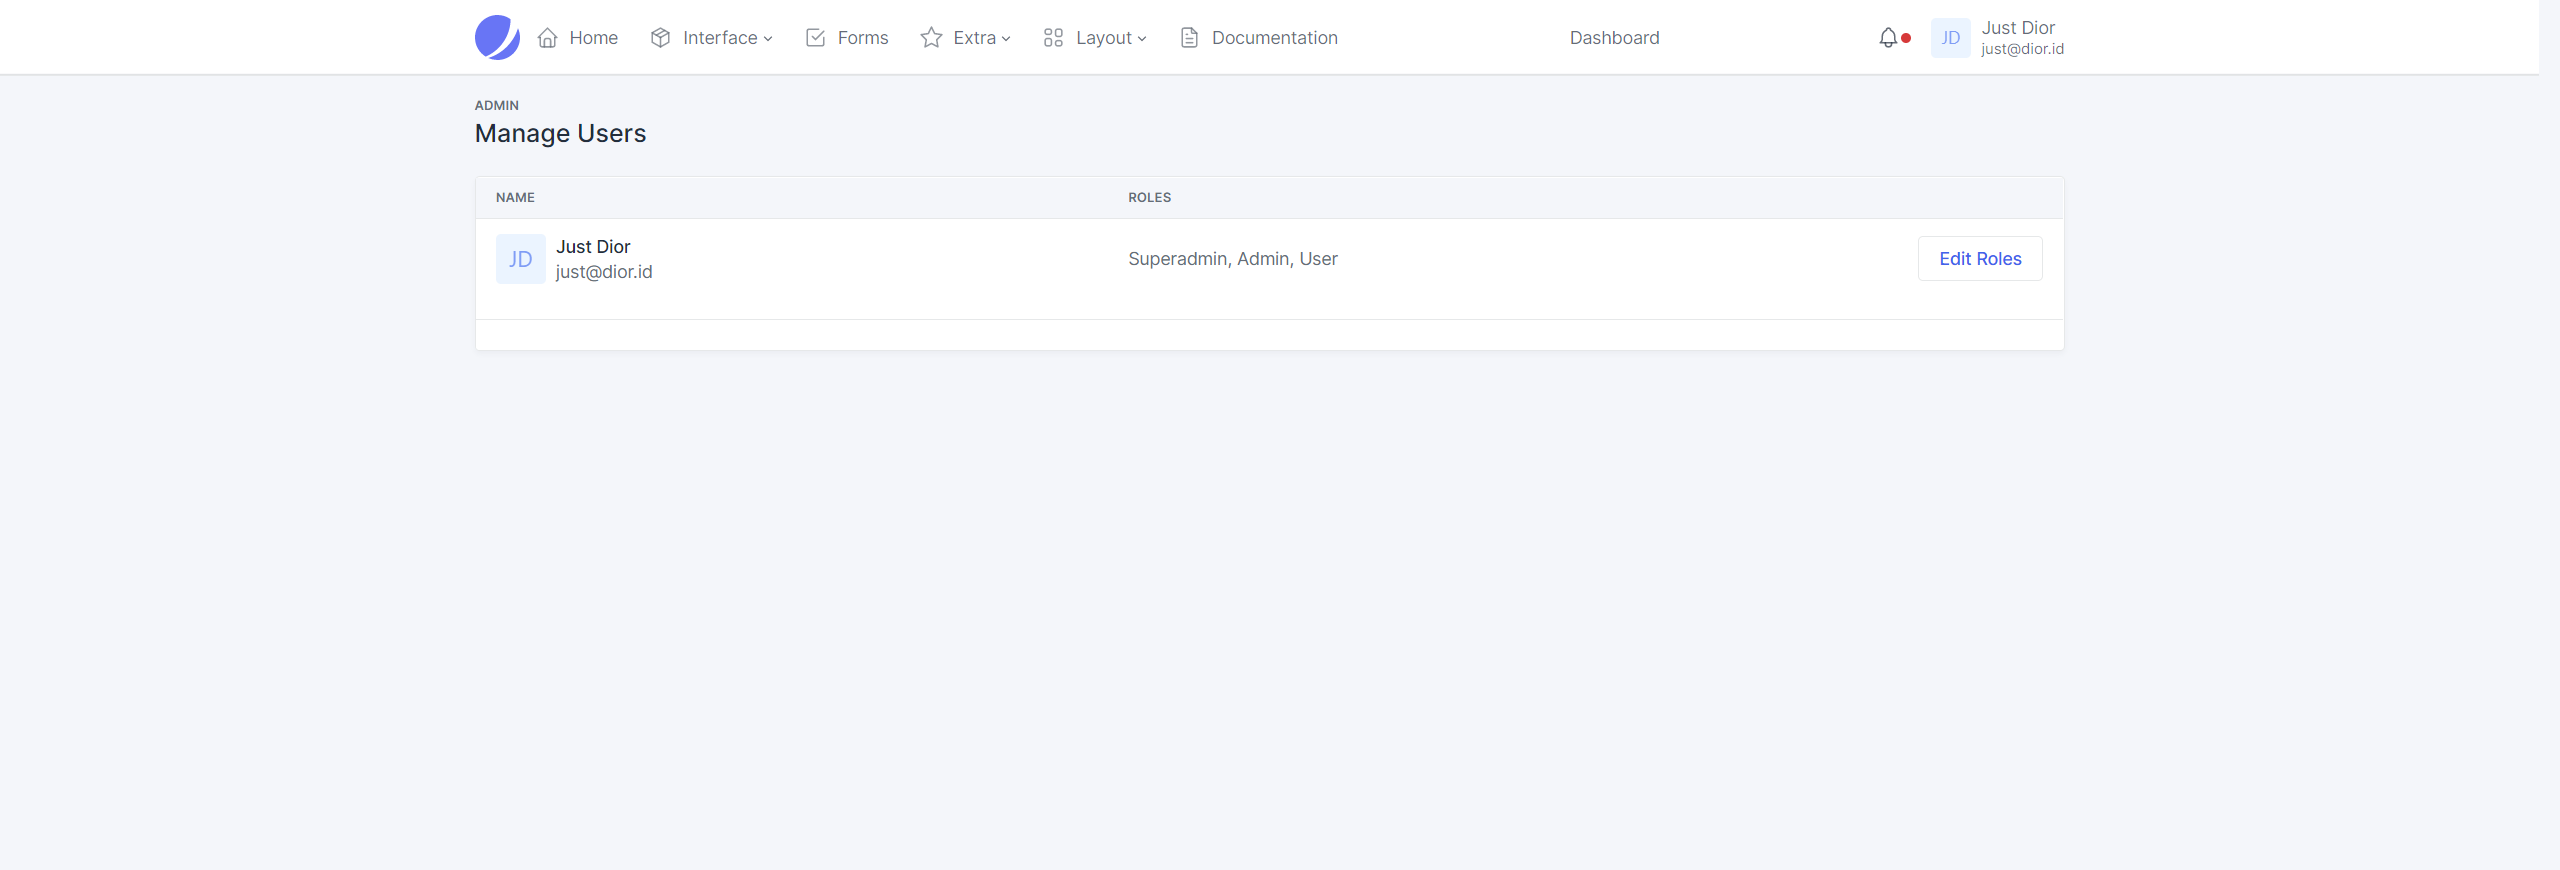 Home Interface Forms Extra Layout Documentation Dashboard JD Just Dior
just@dior.id
ADMIN
Manage Users
NAME ROLES
JD Just Dior
just@dior.id
Superadmin, Admin, User
Edit Roles